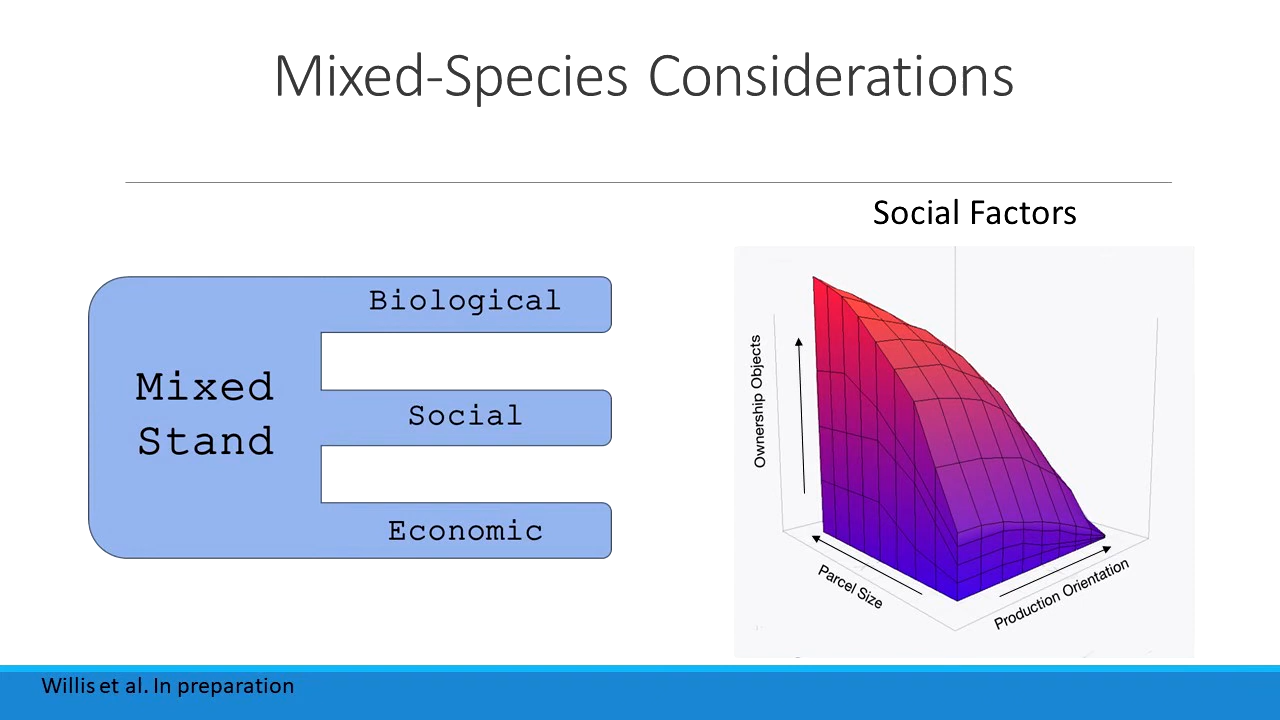 Mixed-Species Considerations
Social Factors
Biological
Mixed
Stand
Social
Economic
Ownership Objects
Parcel Size
Production Orientation
Willis et al. In preparation